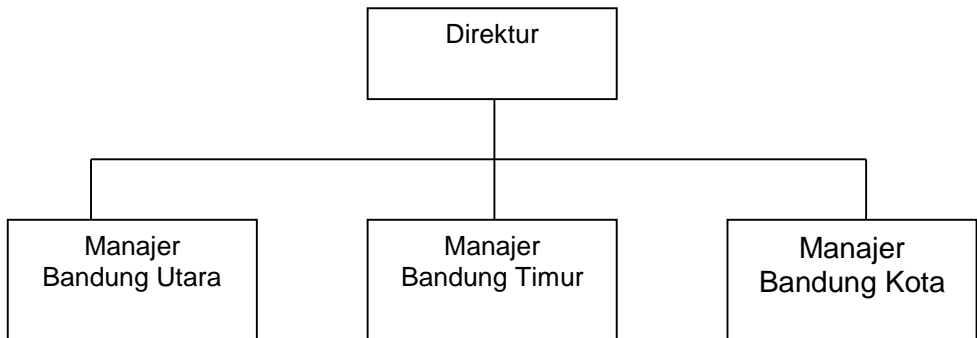 Direktur
Manajer
Bandung Utara
Manajer
Bandung Timur
Manajer
Bandung Kota